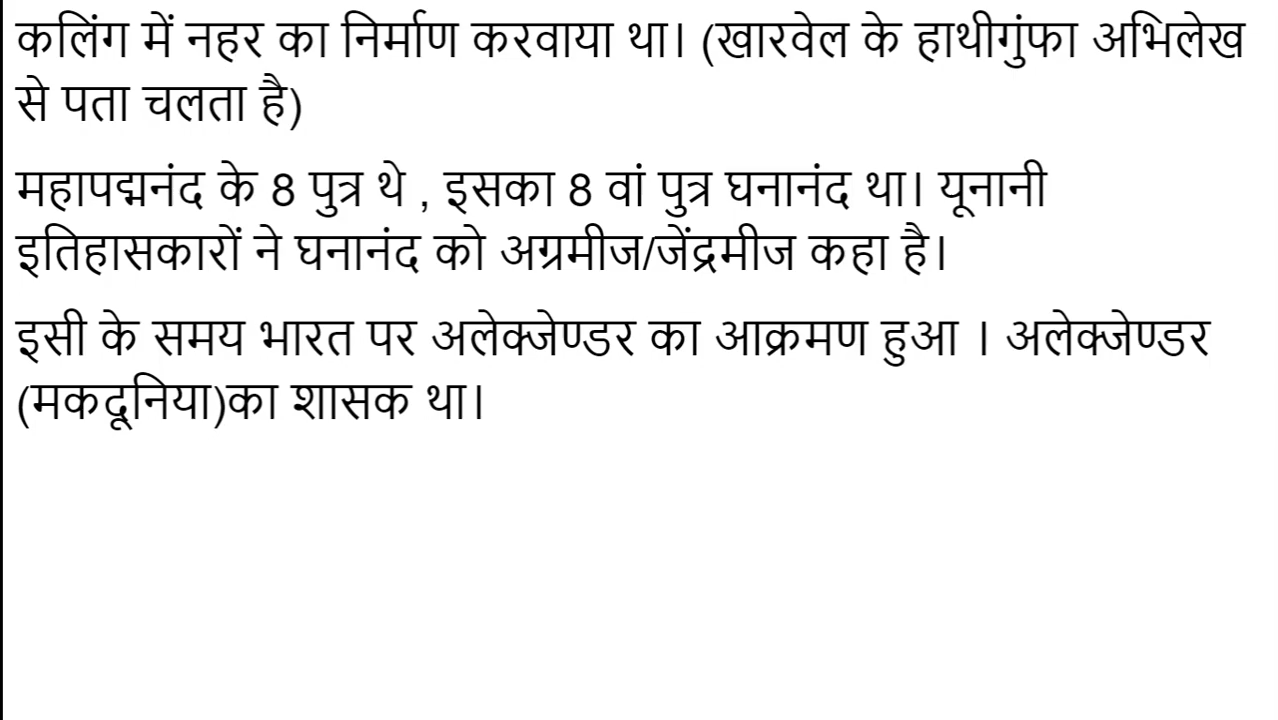 कलिंग में नहर का निर्माण करवाया था। (खारवेल के हाथीगुंफा अभिलेख
से पता चलता है)
महापद्मनंद के 8 पुत्र थे , इसका 8 वां पुत्र घनानंद था। यूनानी
इतिहासकारों ने घनानंद को अग्रमीज/जेंद्रमीज कहा है।
इसी के समय भारत पर अलेक्जेण्डर का आक्रमण हुआ । अलेक्जेण्डर
(मकदूनिया)का शासक था।